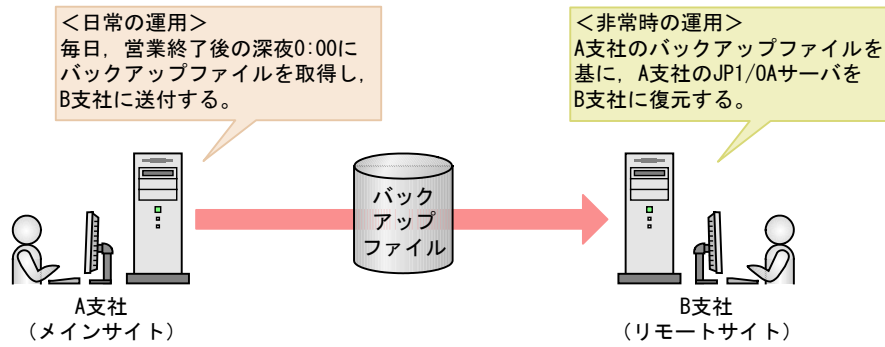 ＜日常の運用＞
毎日，営業終了後の深夜0:00に
バックアップファイルを取得し，
B支社に送付する。
＜非常時の運用＞
A支社のバックアップファイルを
基に，A支社のJP1/OAサーバを
B支社に復元する。
バック
アップ
ファイル
A支社
（メインサイト）
B支社
（リモートサイト）